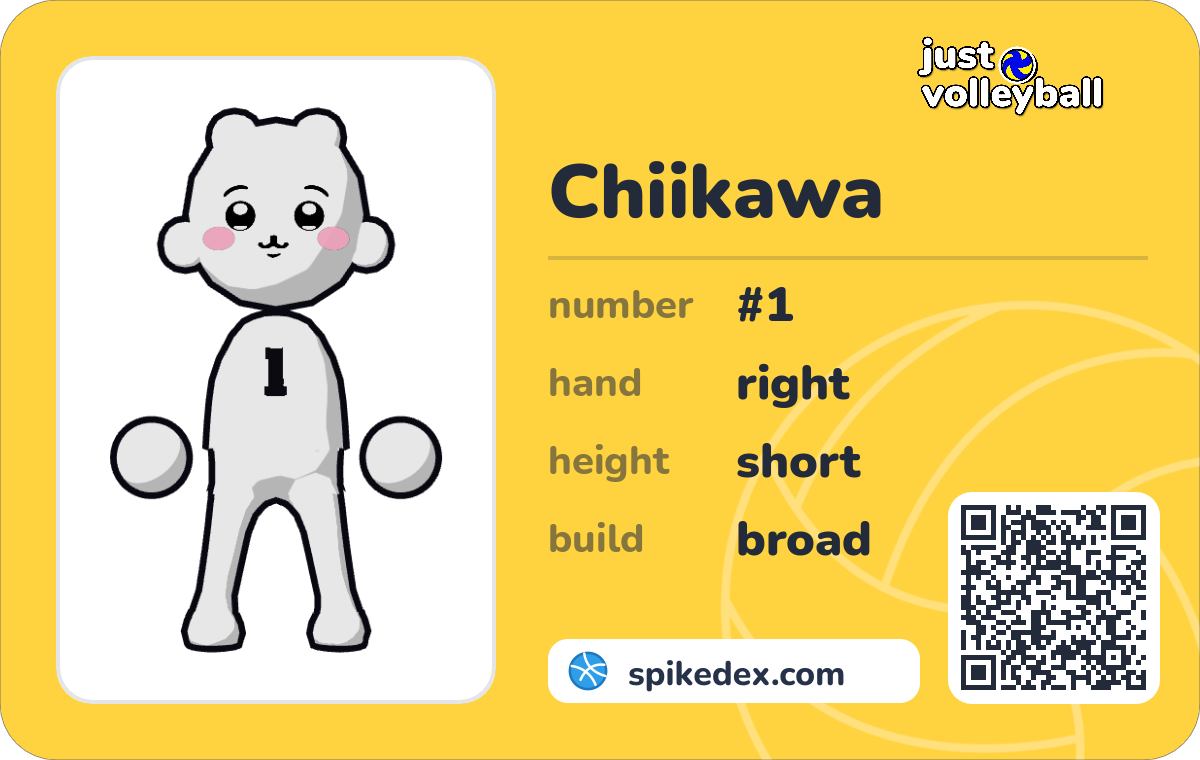 just
volleyball
Chiikawa
number #1
hand right
height short
build broad
1
spikedex.com